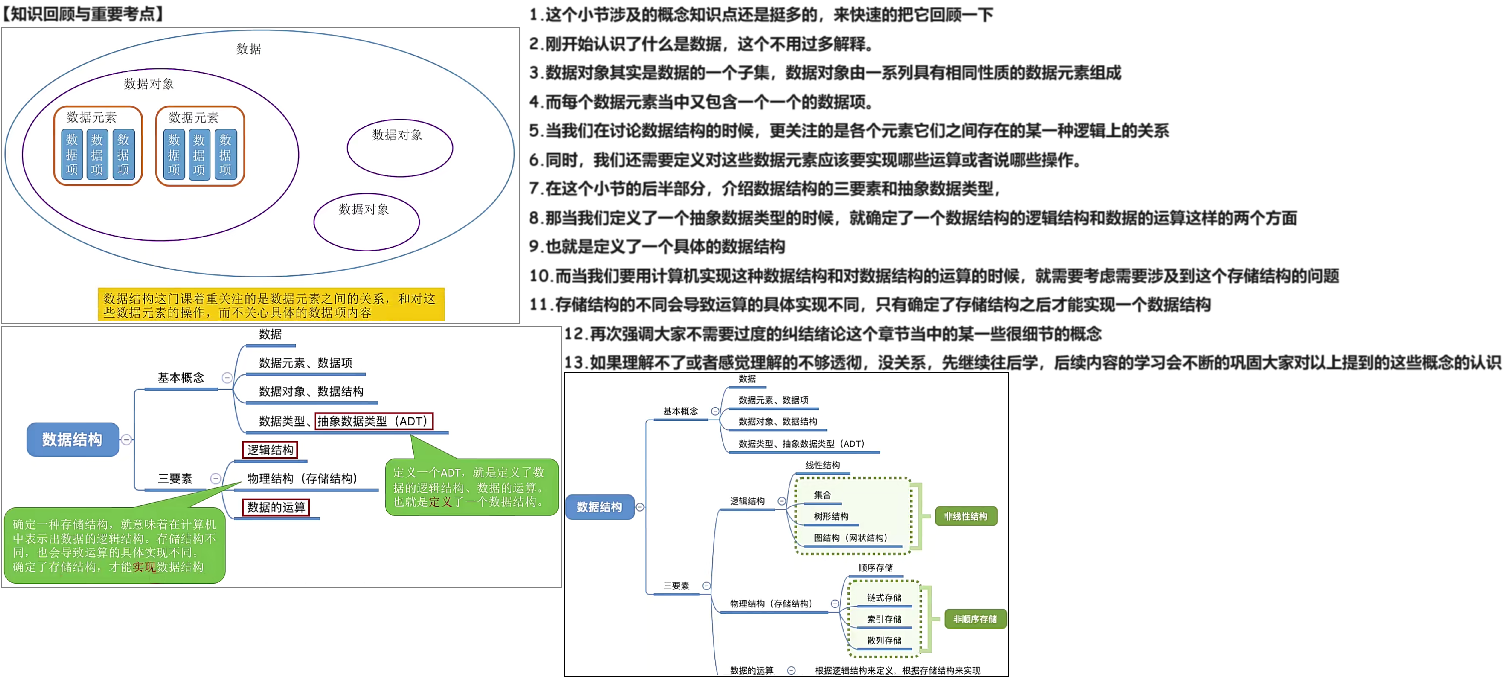 【知识回顾与重要考点】
数据
数据对象
数据元素
数据项
数据项
数据项
数据元素
数据项
数据项
数据项
数据对象
数据对象
数据结构这门课着重关注的是数据元素之间的关系，和对这
些数据元素的操作，而不关心具体的数据项内容
1.这个小节涉及的概念知识点还是挺多的，来快速的把它回顾一下
2.刚开始认识了什么是数据，这个不用过多解释。
3.数据对象其实是数据的一个子集，数据对象由一系列具有相同性质的数据元素组成
4.而每个数据元素当中又包含一个一个的数据项。
5.当我们在讨论数据结构的时候，更关注的是各个元素它们之间存在的某一种逻辑上的关系
6.同时，我们还需要定义对这些数据元素应该要实现哪些运算或者说哪些操作。
7.在这个小节的后半部分，介绍数据结构的三要素和抽象数据类型，
8.那当我们定义了一个抽象数据类型的时候，就确定了一个数据结构的逻辑结构和数据的运算这样的两个方面
9.也就是定义了一个具体的数据结构
10.而当我们要用计算机实现这种数据结构和对数据结构的运算的时候，就需要考虑需要涉及到这个存储结构的问题
11.存储结构的不同会导致运算的具体实现不同，只有确定了存储结构之后才能实现一个数据结构
12.再次强调大家不需要过度的纠结绪论这个章节当中的某一些很细节的概念
13.如果理解不了或者感觉理解的不够透彻，没关系，先继续往后学，后续内容的学习会不断的巩固大家对以上提到的这些概念的认识
数据结构
基本概念
数据
数据元素、数据项
数据对象、数据结构
数据类型、抽象数据类型（ADT）
三要素
逻辑结构
物理结构（存储结构）
数据的运算
定义一个ADT，就是定义了数
据的逻辑结构、数据的运算。
也就是定义了一个数据结构。
确定一种存储结构，就意味着在计算机
中表示出数据的逻辑结构。存储结构不
同，也会导致运算的具体实现不同。
确定了存储结构，才能实现数据结构
数据结构
基本概念
数据
数据元素、数据项
数据对象、数据结构
数据类型、抽象数据类型（ADT）
三要素
逻辑结构
线性结构
集合
树形结构
图结构（网状结构）
非线性结构
物理结构（存储结构）
顺序存储
链式存储
索引存储
散列存储
非顺序存储
数据的运算
根据逻辑结构来定义，根据存储结构来实现